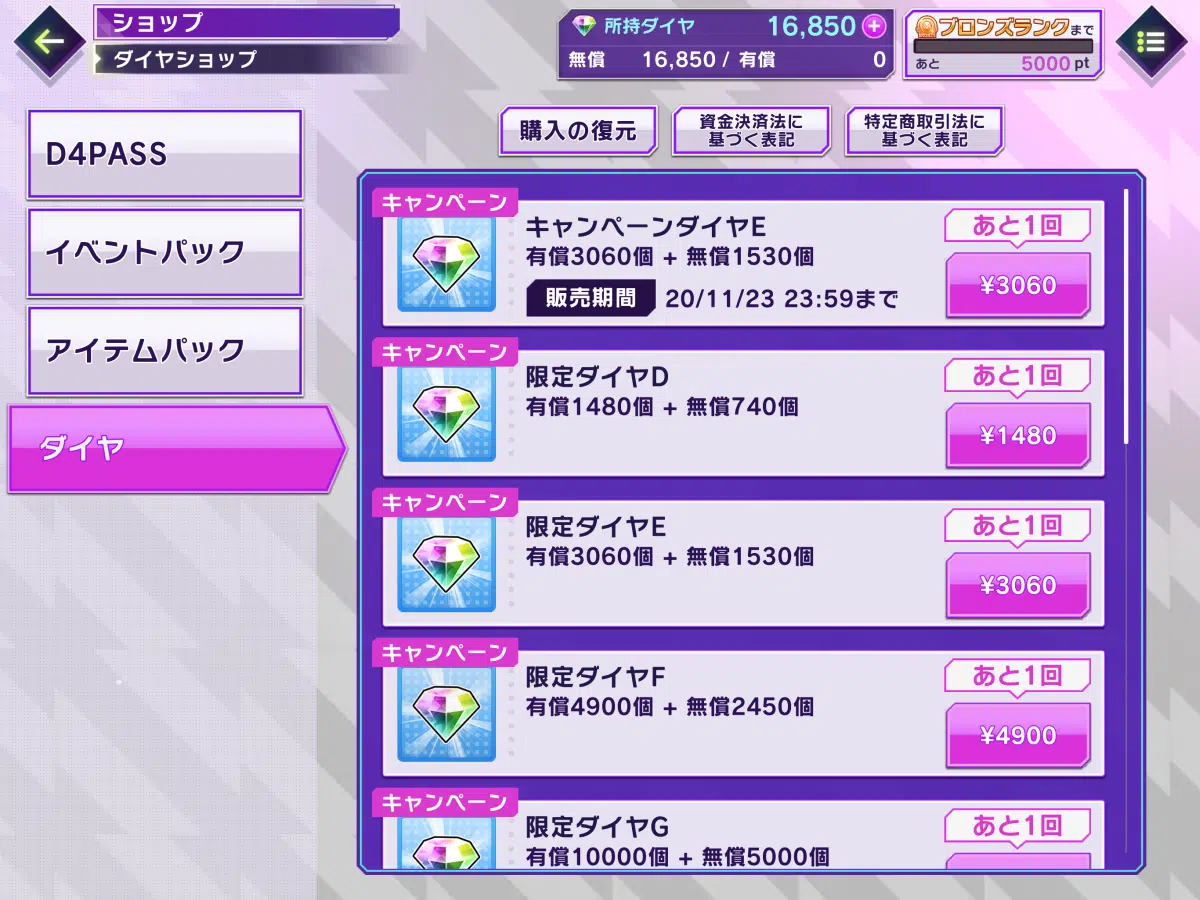 ショップ
ダイヤショップ
所持ダイヤ 16,850
無償 16,850 / 有償 0
ブロンズランクまで
あと 5000 pt
購入の復元
資金決済法に
基づく表記
特定商取引法に
基づく表記
D4PASS
イベントパック
アイテムパック
ダイヤ
キャンペーン
キャンペーンダイヤE
有償3060個 + 無償1530個
販売期間 20/11/23 23:59まで
あと1回
¥3060
キャンペーン
限定ダイヤD
有償1480個 + 無償740個
あと1回
¥1480
キャンペーン
限定ダイヤE
有償3060個 + 無償1530個
あと1回
¥3060
キャンペーン
限定ダイヤF
有償4900個 + 無償2450個
あと1回
¥4900
キャンペーン
限定ダイヤG
有償10000個 + 無償5000個
あと1回